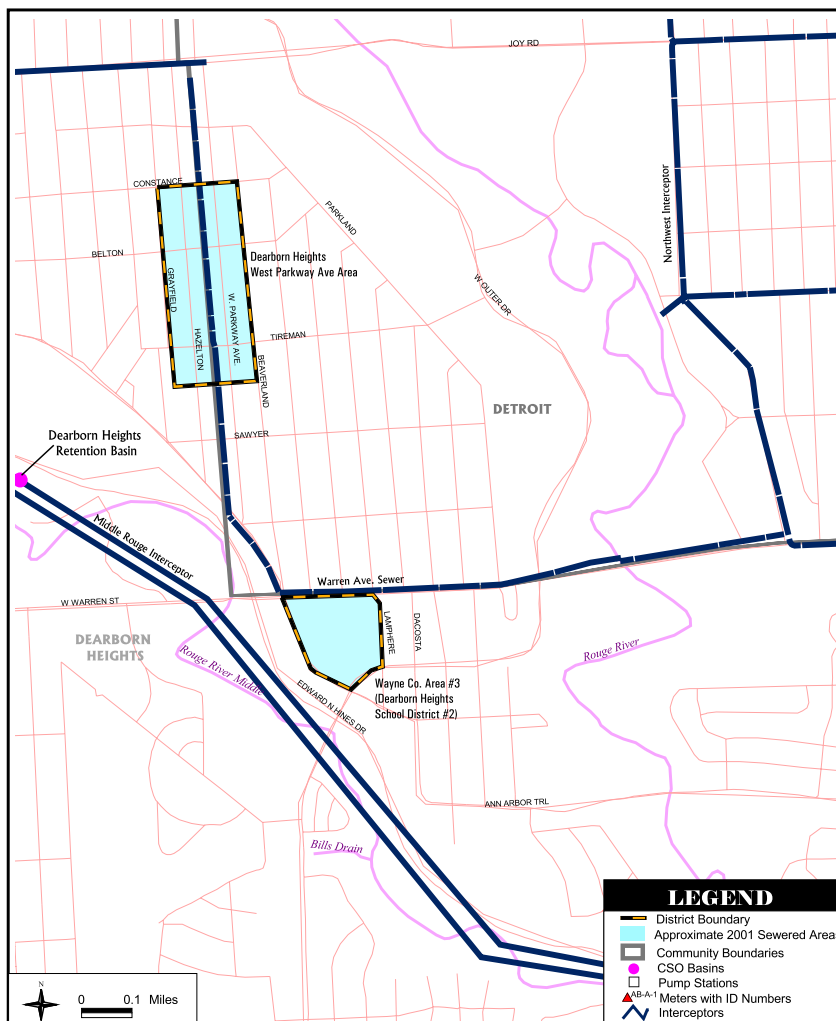 JOY RD
CONSTANCE
PARKLAND
Northwest Interceptor
BELTON
Dearborn Heights
West Parkway Ave Area
GRAYFIELD
W. PARKWAY AVE.
HAZELTON
W OUTER DR
TIREMAN
BEAVERLAND
DETROIT
SAWYER
Dearborn Heights
Retention Basin
Middle Rouge Interceptor
Warren Ave. Sewer
W WARREN ST
LAMPHERE
DACOSTA
DEARBORN
HEIGHTS
Rouge River
Rouge River Middle
EDWARD N HINES DR
Wayne Co. Area #3
(Dearborn Heights
School District #2)
ANN ARBOR TRL
Bills Drain
LEGEND
District Boundary
Approximate 2001 Sewered Area
Community Boundaries
CSO Basins
Pump Stations
AB-A-1 Meters with ID Numbers
Interceptors
N
0 0.1 Miles